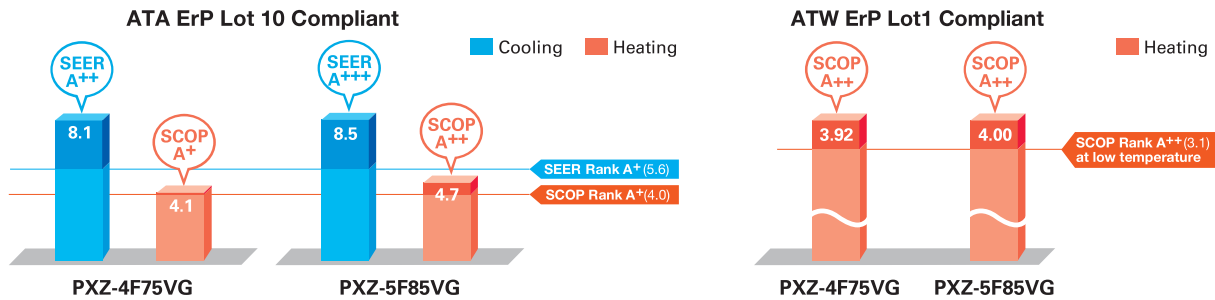 ATA ErP Lot 10 Compliant
Cooling
Heating
SEER
A++
8.1
SCOP
A+
4.1
SEER
A+++
8.5
SCOP
A++
4.7
SEER Rank A+(5.6)
SCOP Rank A+(4.0)
PXZ-4F75VG
PXZ-5F85VG
ATW ErP Lot1 Compliant
Heating
SCOP
A++
3.92
SCOP
A++
4.00
SCOP Rank A++(3.1)
at low temperature
PXZ-4F75VG
PXZ-5F85VG